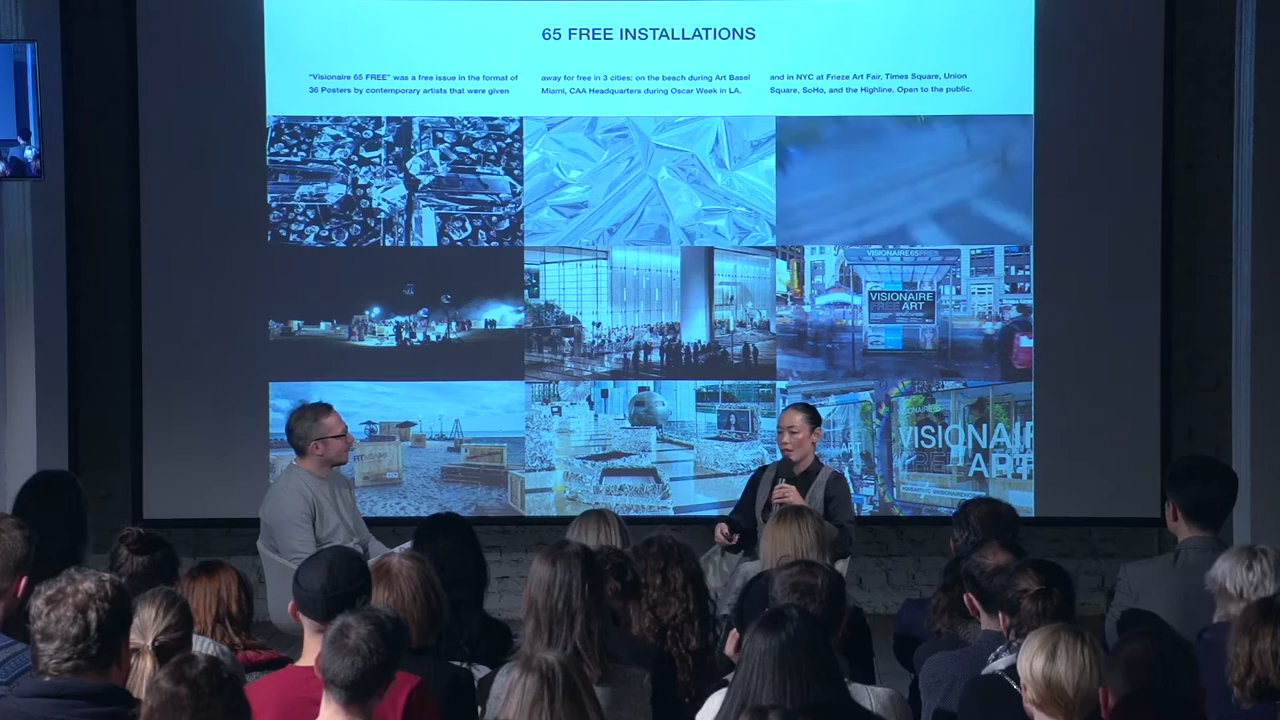 65 FREE INSTALLATIONS
"Visionaire 65 FREE" was a free issue in the format of
36 Posters by contemporary artists that were given
away for free in 3 cities: on the beach during Art Basel
Miami, CAA Headquarters during Oscar Week in LA,
and in NYC at Frieze Art Fair, Times Square, Union
Square, SoHo, and the Highline. Open to the public.
VISIONAIRE65FREE
VISIONAIRE
FREE ART
VISIONAIR
FREE ART